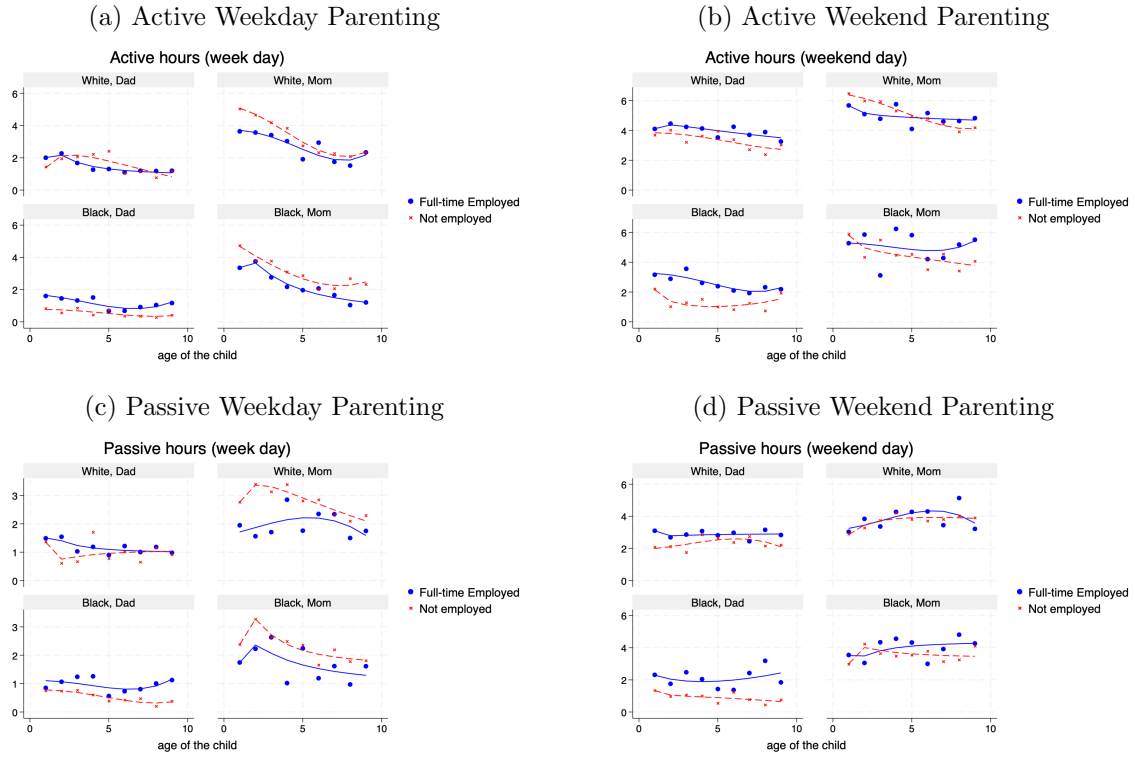 (a) Active Weekday Parenting
Active hours (week day)
White, Dad
White, Mom
6
4
2
0
Black, Dad
Black, Mom
6
4
2
0
0
5
10
0
5
10
age of the child
Full-time Employed
Not employed
(b) Active Weekend Parenting
Active hours (weekend day)
White, Dad
White, Mom
6
4
2
0
Black, Dad
Black, Mom
6
4
2
0
0
5
10
0
5
10
age of the child
Full-time Employed
Not employed
(c) Passive Weekday Parenting
Passive hours (week day)
White, Dad
White, Mom
3
2
1
0
Black, Dad
Black, Mom
3
2
1
0
0
5
10
0
5
10
age of the child
Full-time Employed
Not employed
(d) Passive Weekend Parenting
Passive hours (weekend day)
White, Dad
White, Mom
6
4
2
0
Black, Dad
Black, Mom
6
4
2
0
0
5
10
0
5
10
age of the child
Full-time Employed
Not employed